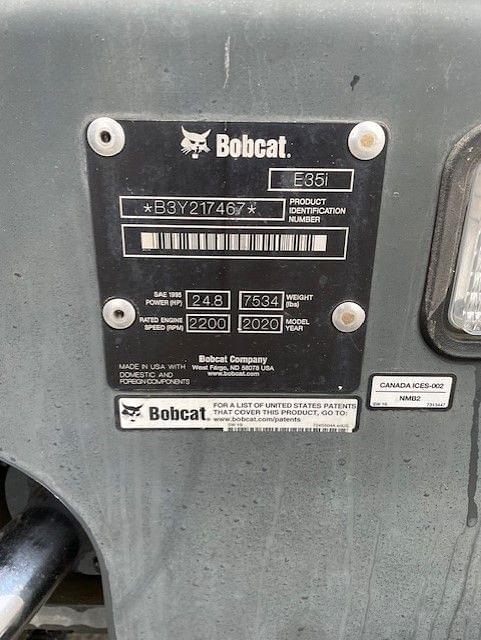 Bobcat.
E35i
*B3Y217467*
PRODUCT
IDENTIFICATION
NUMBER
SAE 1995
POWER (HP) 24.8 7534 WEIGHT
(lbs)
RATED ENGINE
SPEED (RPM) 2200 2020 MODEL
YEAR
Bobcat Company
West Fargo, ND 58078 USA
www.bobcat.com
MADE IN USA WITH
DOMESTIC AND
FOREIGN COMPONENTS
Bobcat.
FOR A LIST OF UNITED STATES PATENTS
THAT COVER THIS PRODUCT, GO TO:
www.bobcat.com/patents
CANADA ICES-002
NMB2
7313447